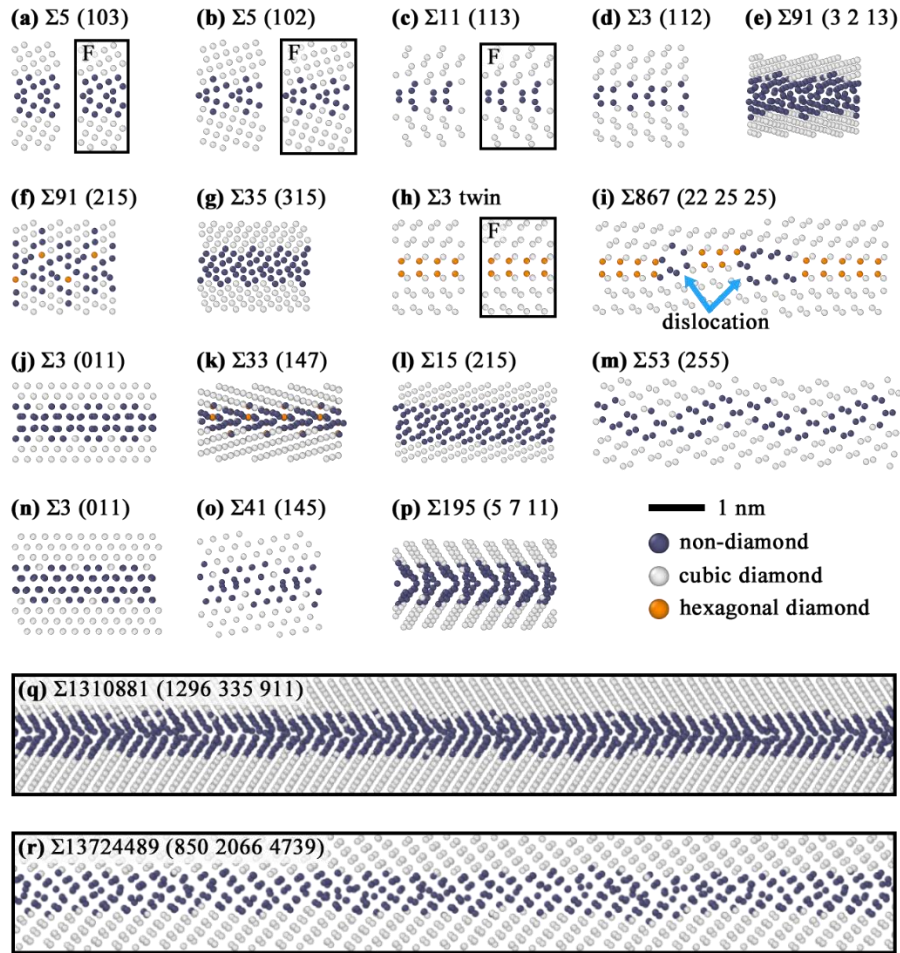 (a) Σ5 (103)
(b) Σ5 (102)
(c) Σ11 (113)
(d) Σ3 (112)
(e) Σ91 (3 2 13)
F
F
F
(f) Σ91 (215)
(g) Σ35 (315)
(h) Σ3 twin
(i) Σ867 (22 25 25)
F
dislocation
(j) Σ3 (011)
(k) Σ33 (147)
(l) Σ15 (215)
(m) Σ53 (255)
(n) Σ3 (011)
(o) Σ41 (145)
(p) Σ195 (5 7 11)
1 nm
non-diamond
cubic diamond
hexagonal diamond
(q) Σ1310881 (1296 335 911)
(r) Σ13724489 (850 2066 4739)